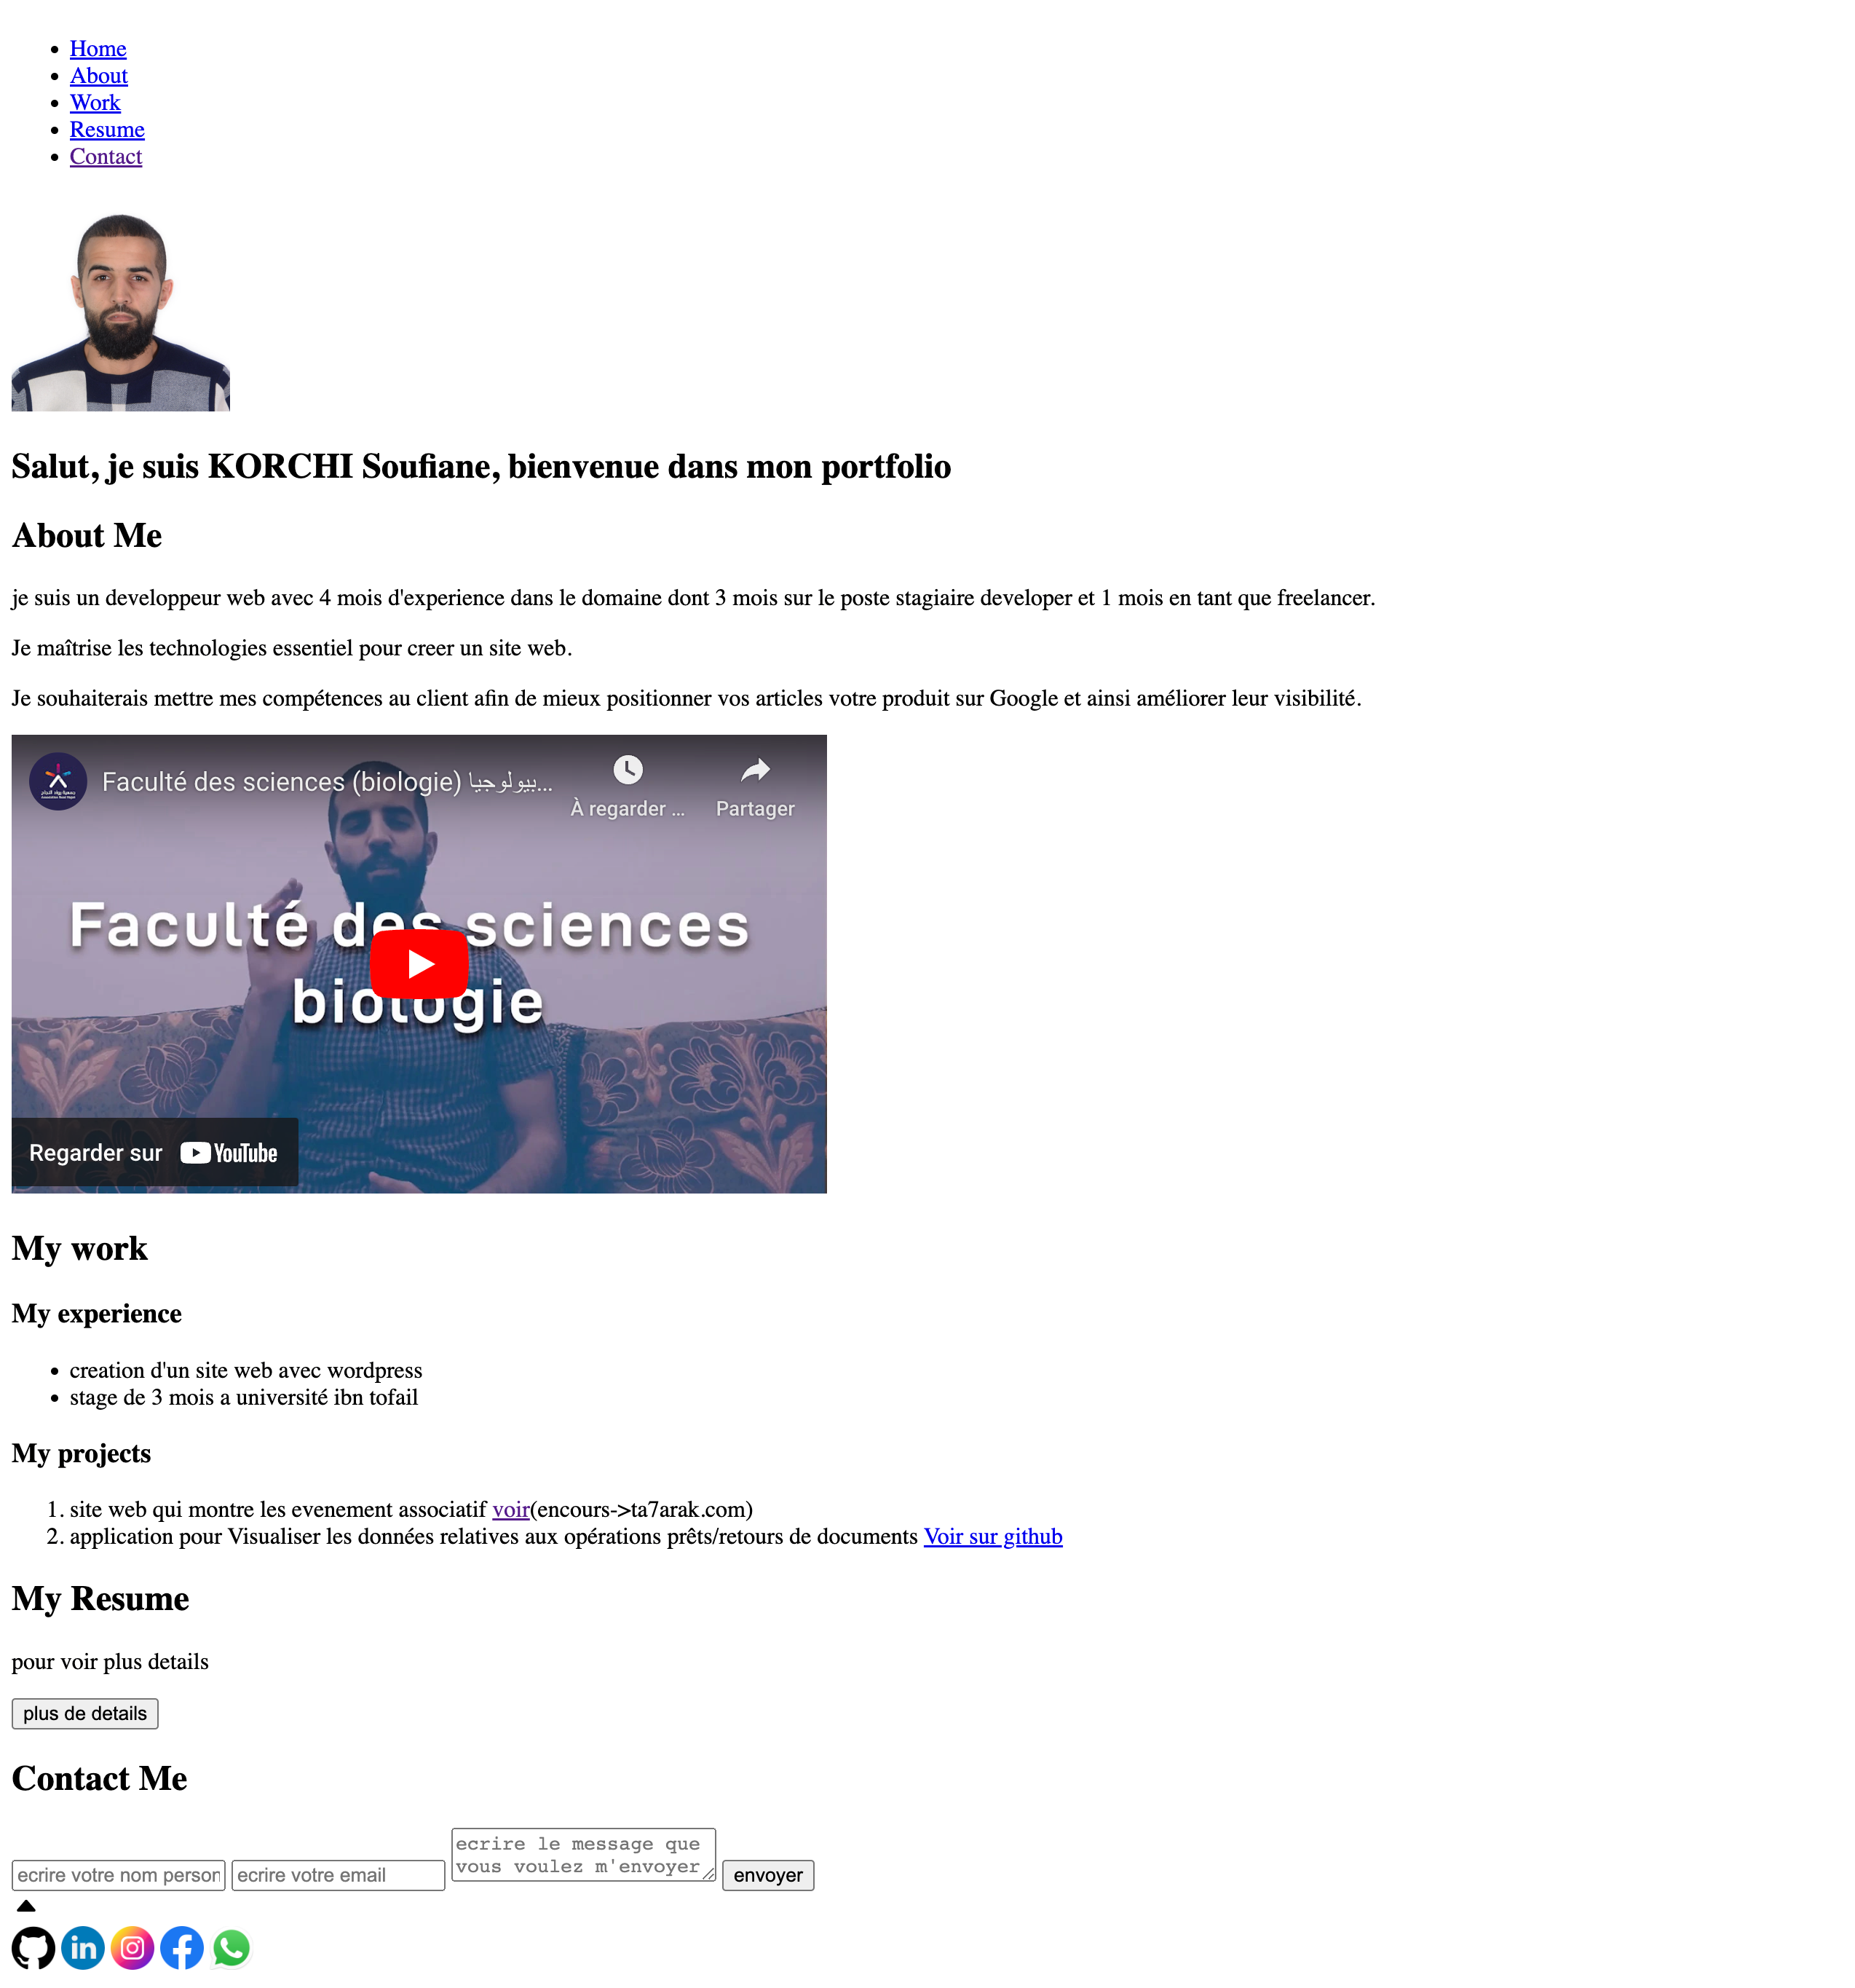 Home
About
Work
Resume
Contact
Salut, je suis KORCHI Soufiane, bienvenue dans mon portfolio
About Me
je suis un developpeur web avec 4 mois d'experience dans le domaine dont 3 mois sur le poste stagiaire developer et 1 mois en tant que freelancer.
Je maîtrise les technologies essentiel pour creer un site web.
Je souhaiterais mettre mes compétences au client afin de mieux positionner vos articles votre produit sur Google et ainsi améliorer leur visibilité.
Faculté des sciences (biologie) بيولوجيا...
À regarder ...
Partager
Faculté des sciences
biologie
Regarder sur YouTube
My work
My experience
creation d'un site web avec wordpress
stage de 3 mois a université ibn tofail
My projects
1. site web qui montre les evenement associatif voir(encours->ta7arak.com)
2. application pour Visualiser les données relatives aux opérations prêts/retours de documents Voir sur github
My Resume
pour voir plus details
plus de details
Contact Me
ecrire votre nom person
ecrire votre email
ecrire le message que
vous voulez m'envoyer
envoyer
in